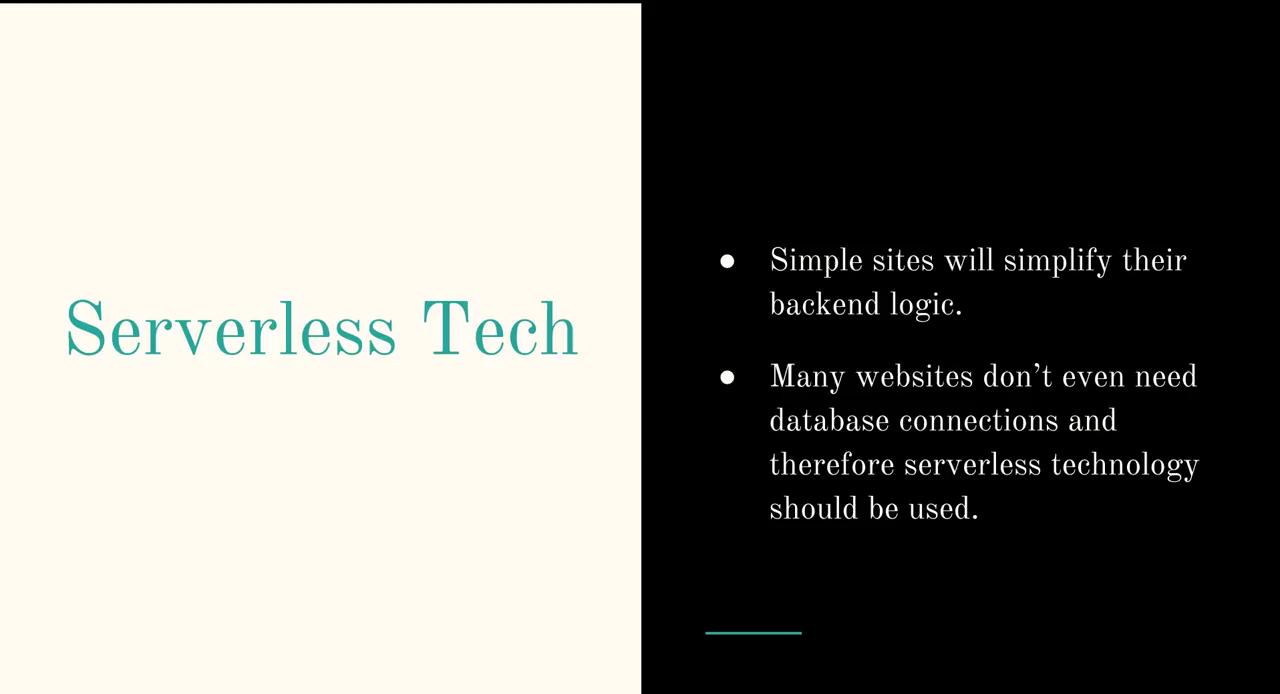 Serverless Tech
● Simple sites will simplify their
backend logic.
● Many websites don’t even need
database connections and
therefore serverless technology
should be used.